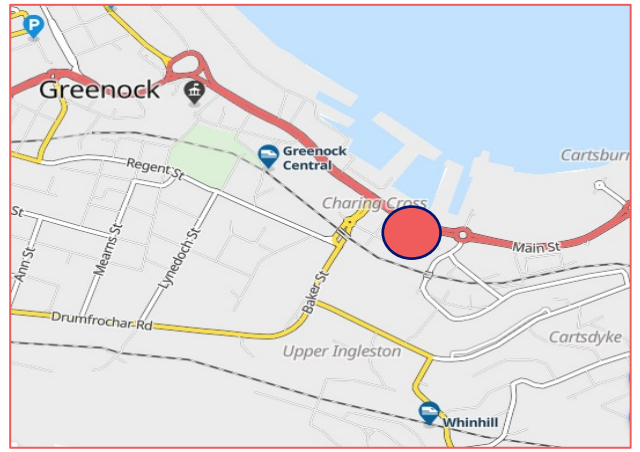 P
Greenock
Greenock
Central
Cartsburn
Regent St
Charing Cross
St
Mearns St
Lynedoch St
Ann St
Main St
Baker St
Drumfrochar Rd
Upper Ingleston
Cartsdyke
Whinhill